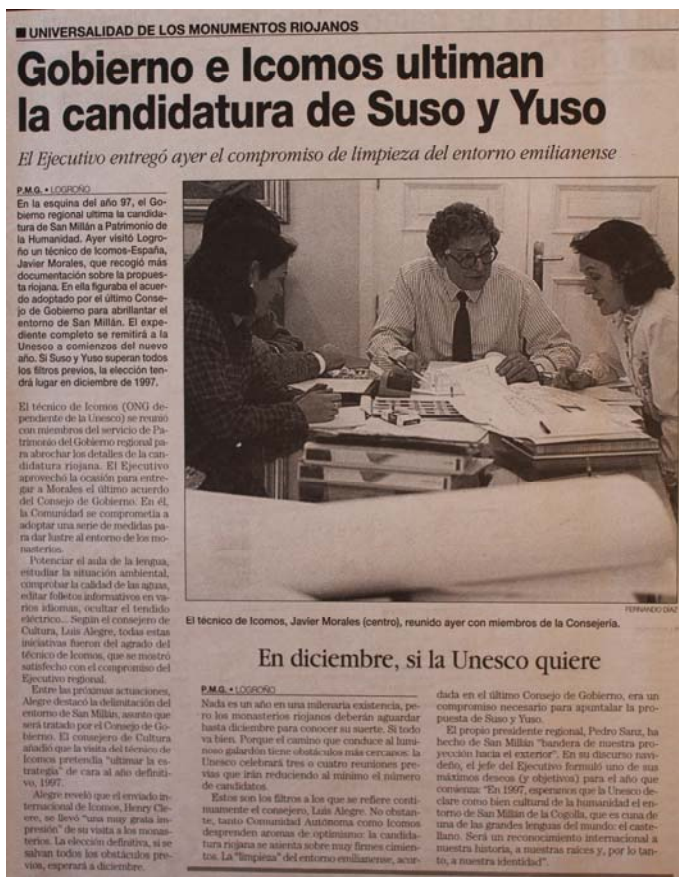 ■ UNIVERSALIDAD DE LOS MONUMENTOS RIOJANOS
Gobierno e Icomos ultiman
la candidatura de Suso y Yuso
El Ejecutivo entregó ayer el compromiso de limpieza del entorno emilianense
P.M.G. • LOGROÑO
En la esquina del año 97, el Go-
bierno regional ultima la candida-
tura de San Millán a Patrimonio de
la Humanidad. Ayer visitó Logro-
ño un técnico de Icomos-España,
Javier Morales, que recogió más
documentación sobre la propues-
ta riojana. En ella figuraba el acuer-
do adoptado por el último Conse-
jo de Gobierno para abrillantar el
entorno de San Millán. El expe-
diente completo se remitirá a la
Unesco a comienzos del nuevo
año. Si Suso y Yuso superan todos
los filtros previos, la elección ten-
drá lugar en diciembre de 1997.
El técnico de Icomos (ONG de-
pendiente de la Unesco) se reunió
con miembros del servicio de Pa-
trimonio del Gobierno regional pa-
ra abrochar los detalles de la can-
didatura riojana. El Ejecutivo
aprovechó la ocasión para entre-
gar a Morales el último acuerdo
del Consejo de Gobierno. En él,
la Comunidad se comprometía a
adoptar una serie de medidas pa-
ra dar lustre al entorno de los mo-
nasterios.
Potenciar el aula de la lengua,
estudiar la situación ambiental,
comprobar la calidad de las aguas,
editar folletos informativos en va-
rios idiomas, ocultar el tendido
eléctrico... Según el consejero de
Cultura, Luis Alegre, todas estas
iniciativas fueron del agrado del
técnico de Icomos, que se mostró
satisfecho con el compromiso del
Ejecutivo regional.
Entre las próximas actuaciones,
Alegre destacó la delimitación del
entorno de San Millán, asunto que
será tratado por el Consejo de Go-
bierno. El consejero de Cultura
añadió que la visita del técnico de
Icomos pretendía "ultimar la es-
trategia" de cara al año definiti-
vo, 1997.
Alegre reveló que el enviado in-
ternacional de Icomos, Henry Cle-
ere, se llevó "una muy grata im-
presión" de su visita a los monas-
terios. La elección definitiva, si se
salvan todos los obstáculos pre-
vios, esperará a diciembre.
FERNANDO DIAZ
El técnico de Icomos, Javier Morales (centro), reunido ayer con miembros de la Consejería.
En diciembre, si la Unesco quiere
P.M.G. • LOGROÑO
Nada es un año en una milenaria existencia, pe-
ro los monasterios riojanos deberán aguardar
hasta diciembre para conocer su suerte. Si todo
va bien. Porque el camino que conduce al lumi-
noso galardón tiene obstáculos más cercanos: la
Unesco celebrará tres o cuatro reuniones pre-
vias que irán reduciendo al mínimo el número
de candidatos.
Estos son los filtros a los que se refiere conti-
nuamente el consejero, Luis Alegre. No obstan-
te, tanto Comunidad Autónoma como Icomos
desprenden aromas de optimismo: la candida-
tura riojana se asienta sobre muy firmes cimien-
tos. La "limpieza" del entorno emilianense, acor-
dada en el último Consejo de Gobierno, era un
compromiso necesario para apuntalar la pro-
puesta de Suso y Yuso.
El propio presidente regional, Pedro Sanz, ha
hecho de San Millán "bandera de nuestra pro-
yección hacia el exterior". En su discurso navi-
deño, el jefe del Ejecutivo formuló uno de sus
máximos deseos (y objetivos) para el año que
comienza: "En 1997, esperamos que la Unesco de-
clare como bien cultural de la humanidad el en-
torno de San Millán de la Cogolla, que es cuna de
una de las grandes lenguas del mundo: el caste-
llano. Será un reconocimiento internacional a
nuestra historia, a nuestras raíces y, por lo tan-
to, a nuestra identidad".